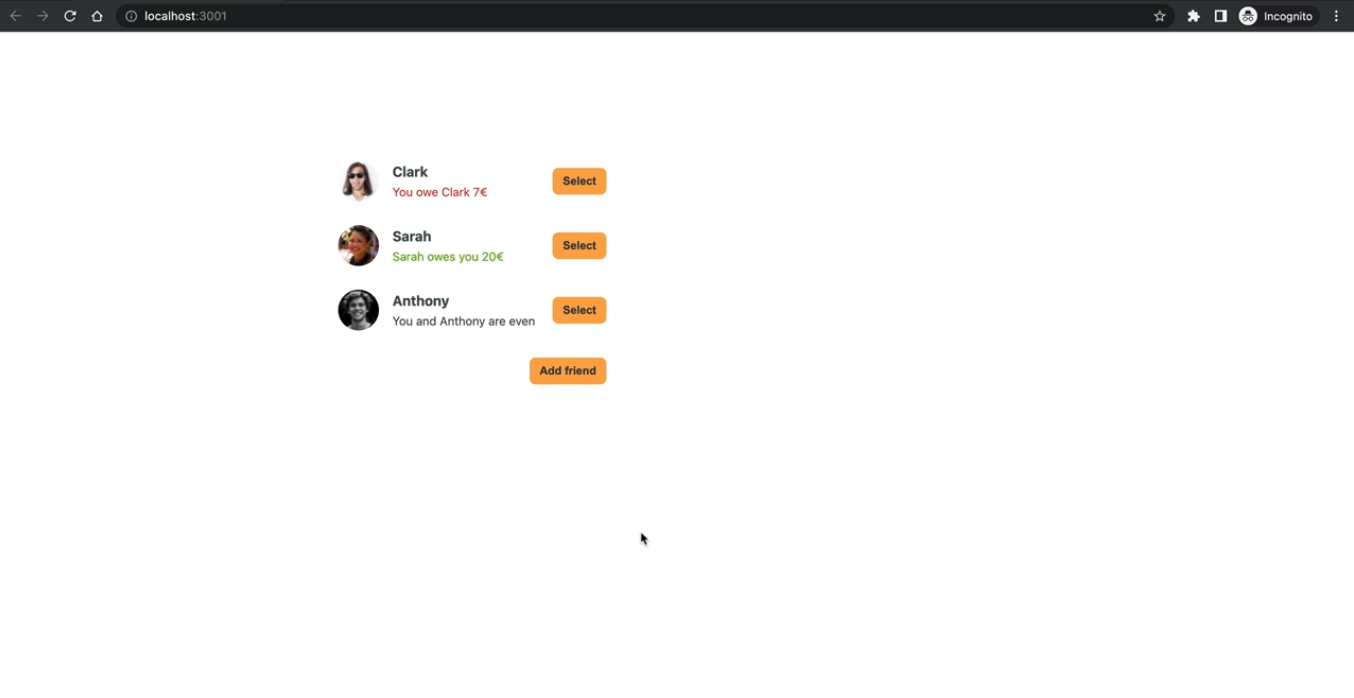 localhost:3001
Incognito
Clark
You owe Clark 7€
Select
Sarah
Sarah owes you 20€
Select
Anthony
You and Anthony are even
Select
Add friend